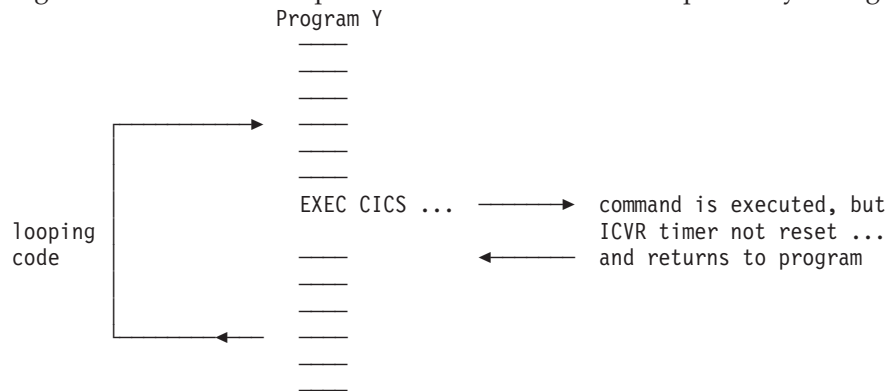 Program Y
EXEC CICS ... command is executed, but
looping ICVR timer not reset ...
code and returns to program